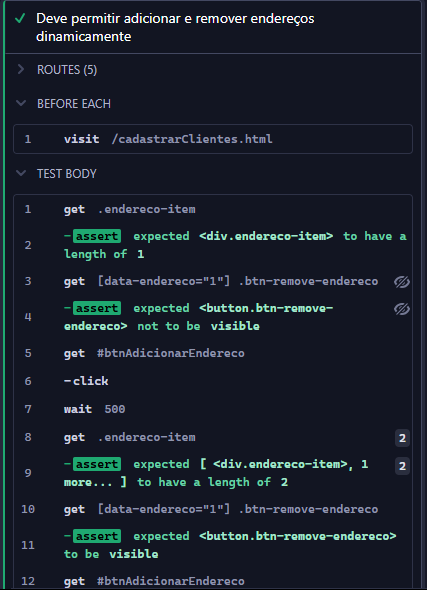 Deve permitir adicionar e remover endereços
dinamicamente
ROUTES (5)
BEFORE EACH
1 visit /cadastrarClientes.html
TEST BODY
1 get .endereco-item
2 -assert expected <div.endereco-item> to have a
length of 1
3 get [data-endereco="1"] .btn-remove-endereco
4 -assert expected <button.btn-remove-
endereco> not to be visible
5 get #btnAdicionarEndereco
6 -click
7 wait 500
8 get .endereco-item 2
9 -assert expected [ <div.endereco-item>, 1 2
more... ] to have a length of 2
10 get [data-endereco="1"] .btn-remove-endereco
11 -assert expected <button.btn-remove-endereco>
to be visible
12 get #btnAdicionarEndereco